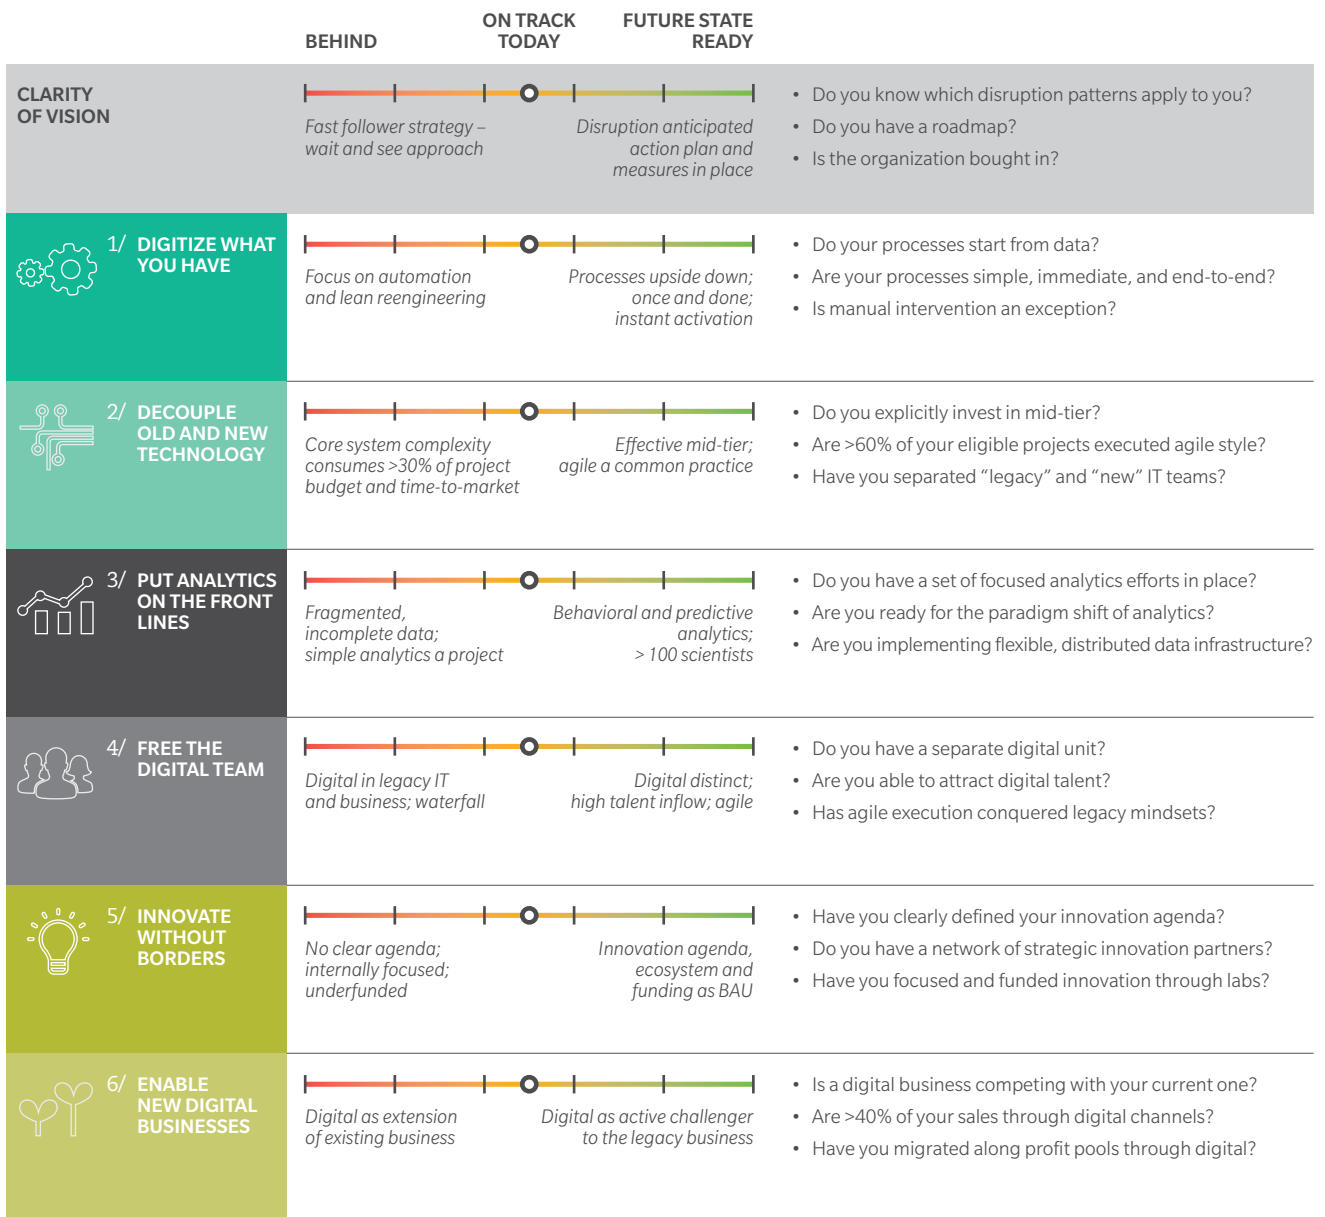 BEHIND
ON TRACK
TODAY
FUTURE STATE
READY
CLARITY
OF VISION
Fast follower strategy –
wait and see approach
Disruption anticipated
action plan and
measures in place
• Do you know which disruption patterns apply to you?
• Do you have a roadmap?
• Is the organization bought in?
1/ DIGITIZE WHAT
YOU HAVE
Focus on automation
and lean reengineering
Processes upside down;
once and done;
instant activation
• Do your processes start from data?
• Are your processes simple, immediate, and end-to-end?
• Is manual intervention an exception?
2/ DECOUPLE
OLD AND NEW
TECHNOLOGY
Core system complexity
consumes >30% of project
budget and time-to-market
Effective mid-tier;
agile a common practice
• Do you explicitly invest in mid-tier?
• Are >60% of your eligible projects executed agile style?
• Have you separated “legacy” and “new” IT teams?
3/ PUT ANALYTICS
ON THE FRONT
LINES
Fragmented,
incomplete data;
simple analytics a project
Behavioral and predictive
analytics;
> 100 scientists
• Do you have a set of focused analytics efforts in place?
• Are you ready for the paradigm shift of analytics?
• Are you implementing flexible, distributed data infrastructure?
4/ FREE THE
DIGITAL TEAM
Digital in legacy IT
and business; waterfall
Digital distinct;
high talent inflow; agile
• Do you have a separate digital unit?
• Are you able to attract digital talent?
• Has agile execution conquered legacy mindsets?
5/ INNOVATE
WITHOUT
BORDERS
No clear agenda;
internally focused;
underfunded
Innovation agenda,
ecosystem and
funding as BAU
• Have you clearly defined your innovation agenda?
• Do you have a network of strategic innovation partners?
• Have you focused and funded innovation through labs?
6/ ENABLE
NEW DIGITAL
BUSINESSES
Digital as extension
of existing business
Digital as active challenger
to the legacy business
• Is a digital business competing with your current one?
• Are >40% of your sales through digital channels?
• Have you migrated along profit pools through digital?